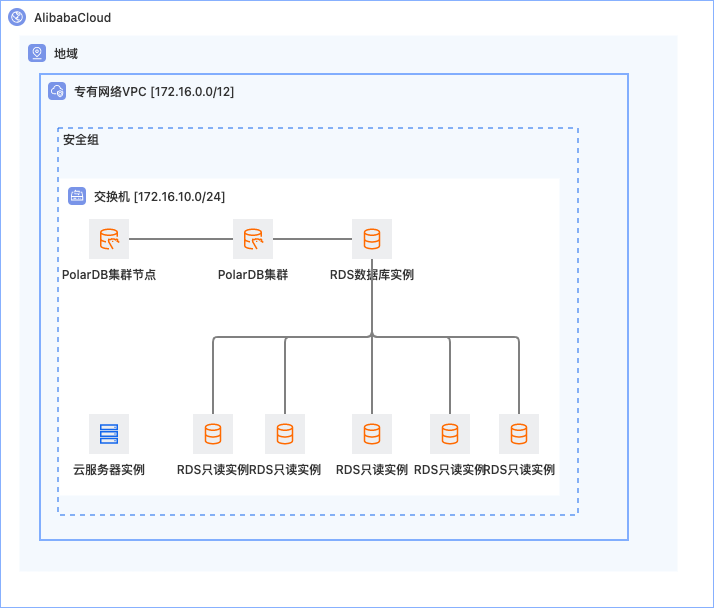 AlibabaCloud
地域
专有网络VPC [172.16.0.0/12]
安全组
交换机 [172.16.10.0/24]
PolarDB集群节点
PolarDB集群
RDS数据库实例
云服务器实例
RDS只读实例
RDS只读实例
RDS只读实例
RDS只读实例
RDS只读实例